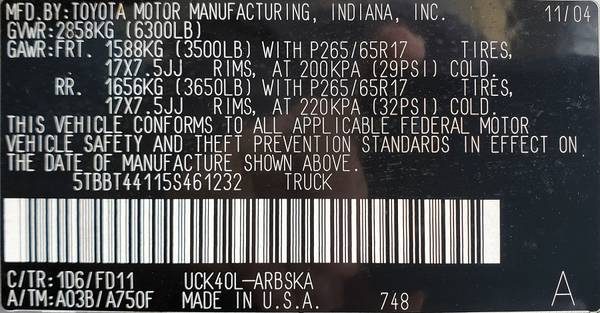 MFD.BY:TOYOTA MOTOR MANUFACTURING, INDIANA, INC. 11/04
GVWR:2858KG (6300LB)
GAWR:FRT. 1588KG (3500LB) WITH P265/65R17 TIRES,
17X7.5JJ RIMS, AT 200KPA (29PSI) COLD.
RR. 1656KG (3650LB) WITH P265/65R17 TIRES,
17X7.5JJ RIMS, AT 220KPA (32PSI) COLD.
THIS VEHICLE CONFORMS TO ALL APPLICABLE FEDERAL MOTOR
VEHICLE SAFETY AND THEFT PREVENTION STANDARDS IN EFFECT ON
THE DATE OF MANUFACTURE SHOWN ABOVE.
5TBBT44115S461232 TRUCK
C/TR:1D6/FD11 UCK40L-ARBSKA
A/TM:A03B/A750F MADE IN U.S.A. 748 A